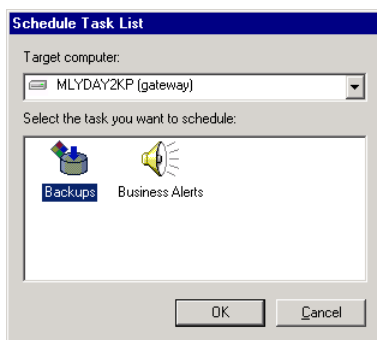 Schedule Task List
Target computer:
MLYDAY2KP (gateway)
Select the task you want to schedule:
Backups Business Alerts
OK Cancel